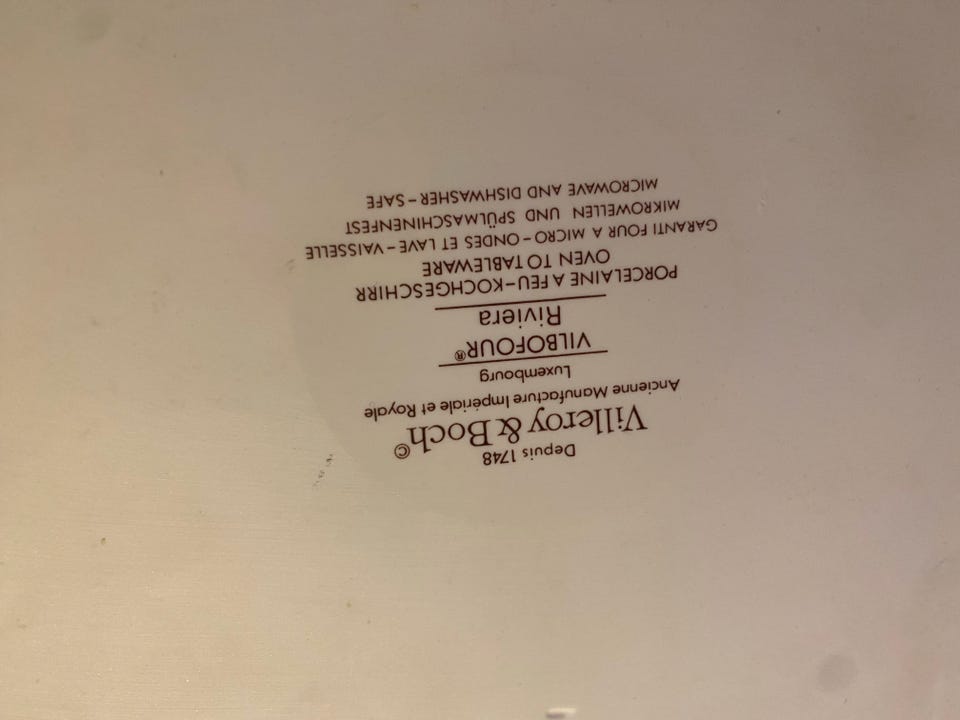 Depuis 1748
Villeroy & Boch©
Ancienne Manufacture Impériale et Royale
Luxembourg
VILBOFOUR®
Riviera
PORCELAINE A FEU-KOCHGESCHIRR
OVEN TO TABLEWARE
GARANTI FOUR A MICRO-ONDES ET LAVE-VAISSELLE
MIKROWELLEN UND SPÜLMASCHINENFEST
MICROWAVE AND DISHWASHER-SAFE